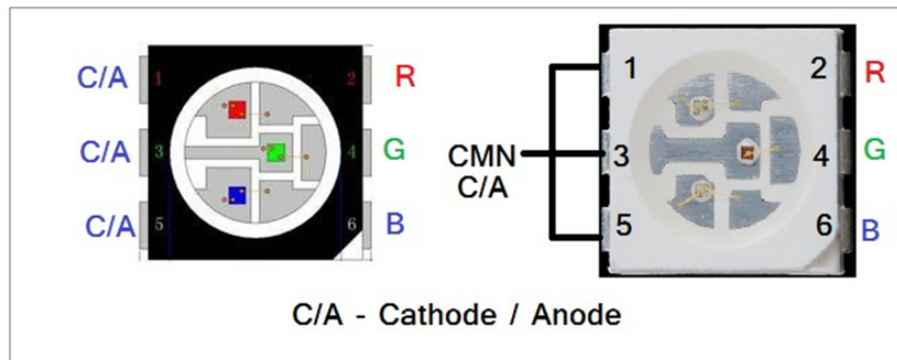 C/A 1 2 R
1 2 R
C/A 3 4 G
CMN 3 4 G
C/A
C/A 5 6 B
5 6 B
C/A - Cathode / Anode